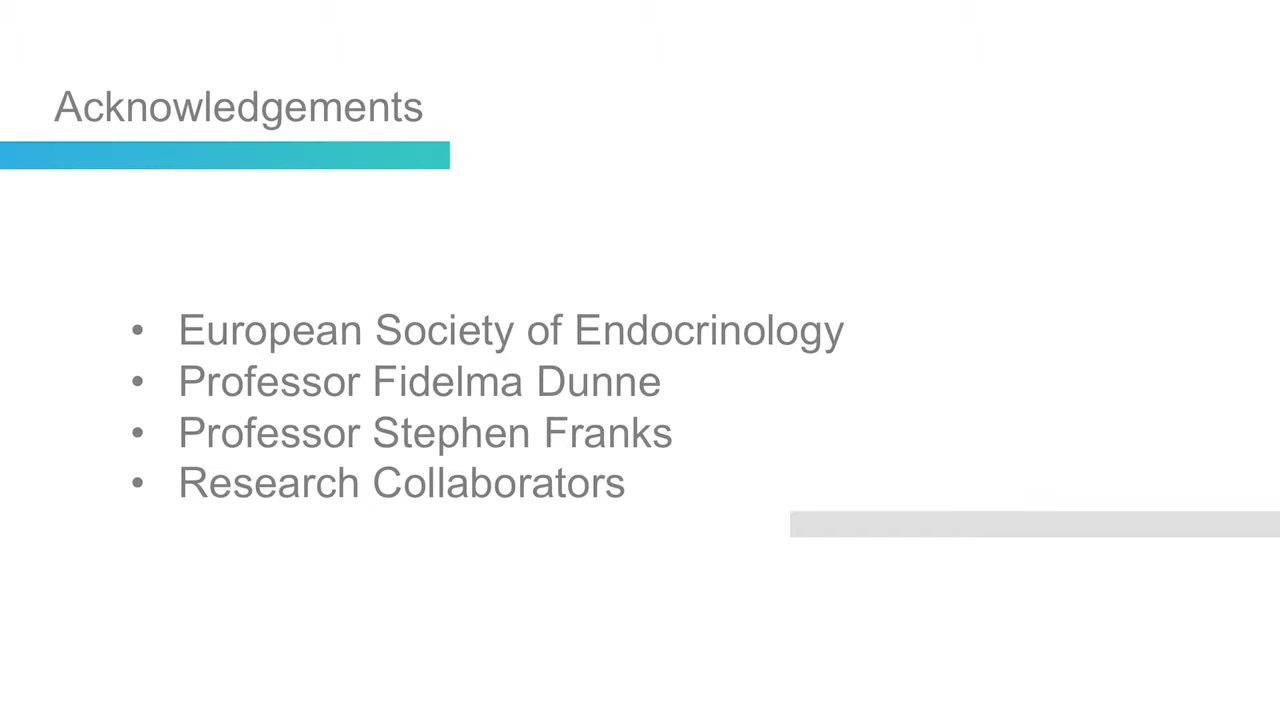 Acknowledgements
• European Society of Endocrinology
• Professor Fidelma Dunne
• Professor Stephen Franks
• Research Collaborators